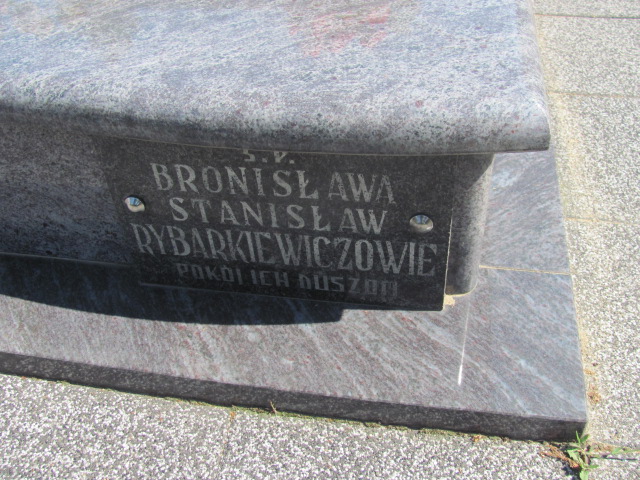 Ś.P.
BRONISŁAWA
STANISŁAW
RYBARKIEWICZOWIE
POKÓJ ICH DUSZOM